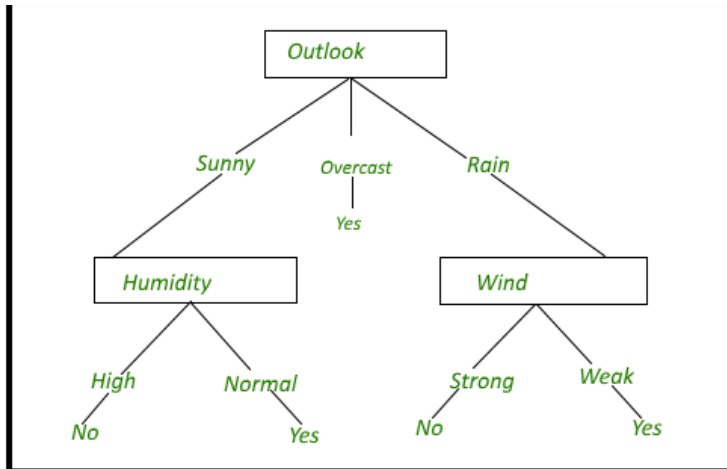 Outlook
Sunny
Overcast
Rain
Yes
Humidity
Wind
High
Normal
Strong
Weak
No
Yes
No
Yes